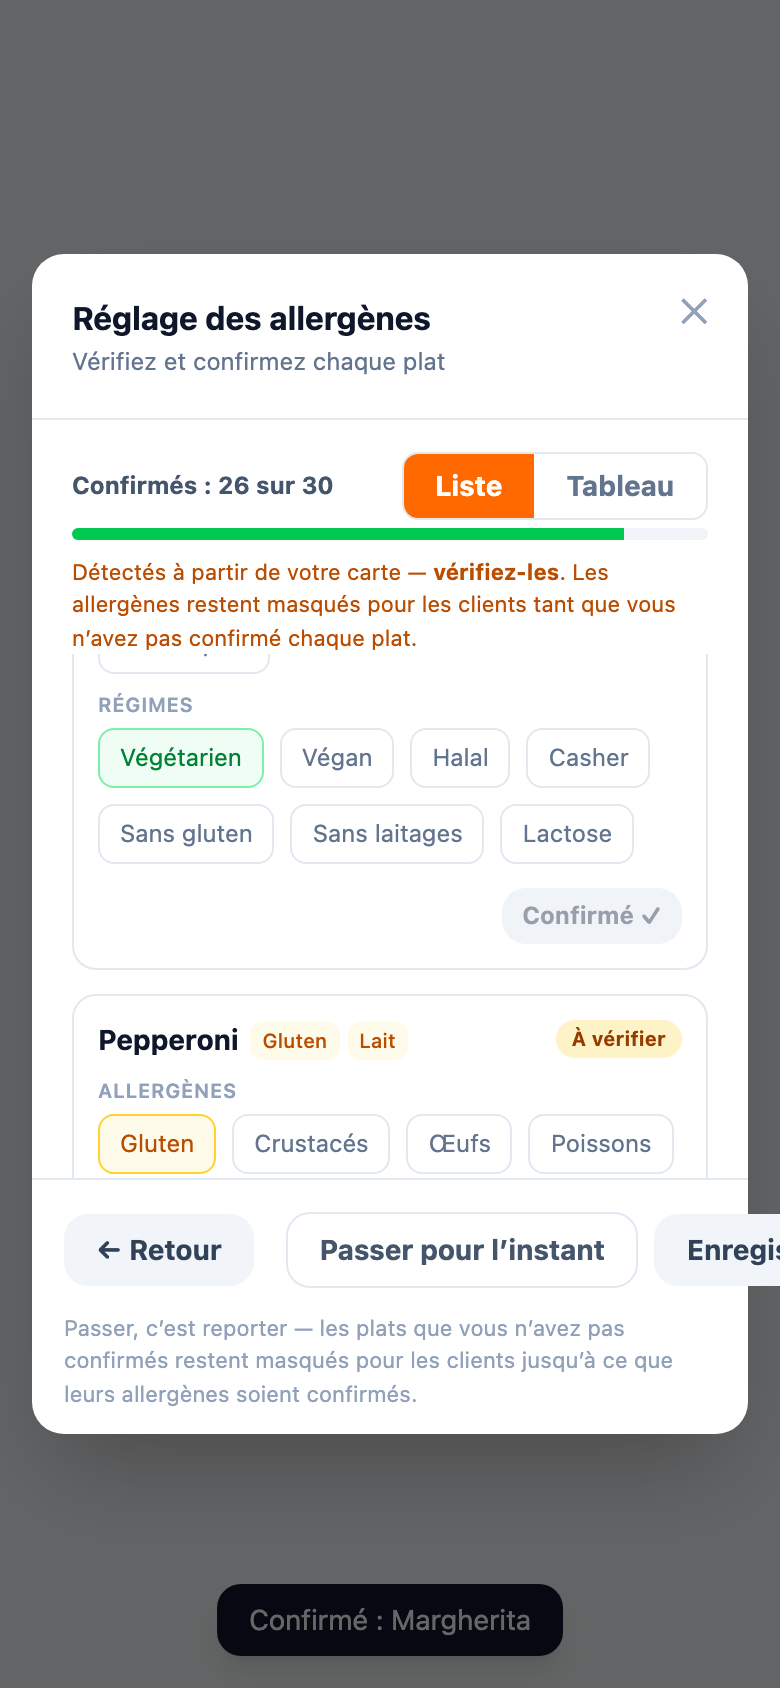 Réglage des allergènes
Vérifiez et confirmez chaque plat
Confirmés : 26 sur 30
Liste
Tableau
Détectés à partir de votre carte — vérifiez-les. Les
allergènes restent masqués pour les clients tant que vous
n’avez pas confirmé chaque plat.
RÉGIMES
Végétarien
Végan
Halal
Casher
Sans gluten
Sans laitages
Lactose
Confirmé ✓
Pepperoni
Gluten
Lait
À vérifier
ALLERGÈNES
Gluten
Crustacés
Œufs
Poissons
← Retour
Passer pour l’instant
Passer, c’est reporter — les plats que vous n’avez pas
confirmés restent masqués pour les clients jusqu’à ce que
leurs allergènes soient confirmés.
Confirmé : Margherita